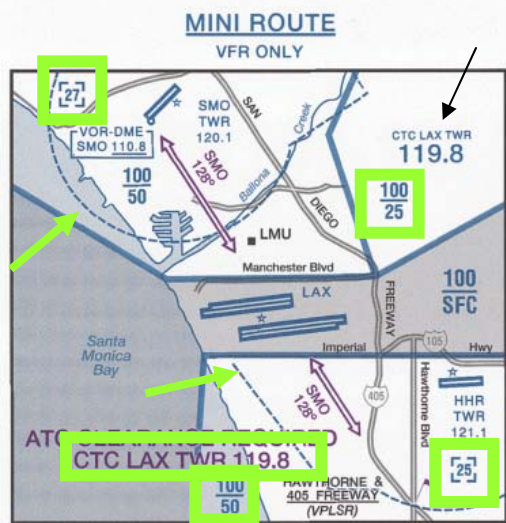 MINI ROUTE
VFR ONLY
[27]
VOR-DME
SMO 110.8
SMO
TWR
120.1
SAN
DIEGO
FREEWAY
Creek
Ballona
SMO
128°
100
50
LMU
Manchester Blvd
CTC LAX TWR
119.8
100
25
LAX
100
SFC
Santa
Monica
Bay
Imperial
Hwy
105
SMO
128°
405
Hawthorne Blvd
HHR
TWR
121.1
ATC CLEARANCE REQUIRED
CTC LAX TWR 119.8
100
50
[25]
HAWTHORNE &
405 FREEWAY
(VPLSR)